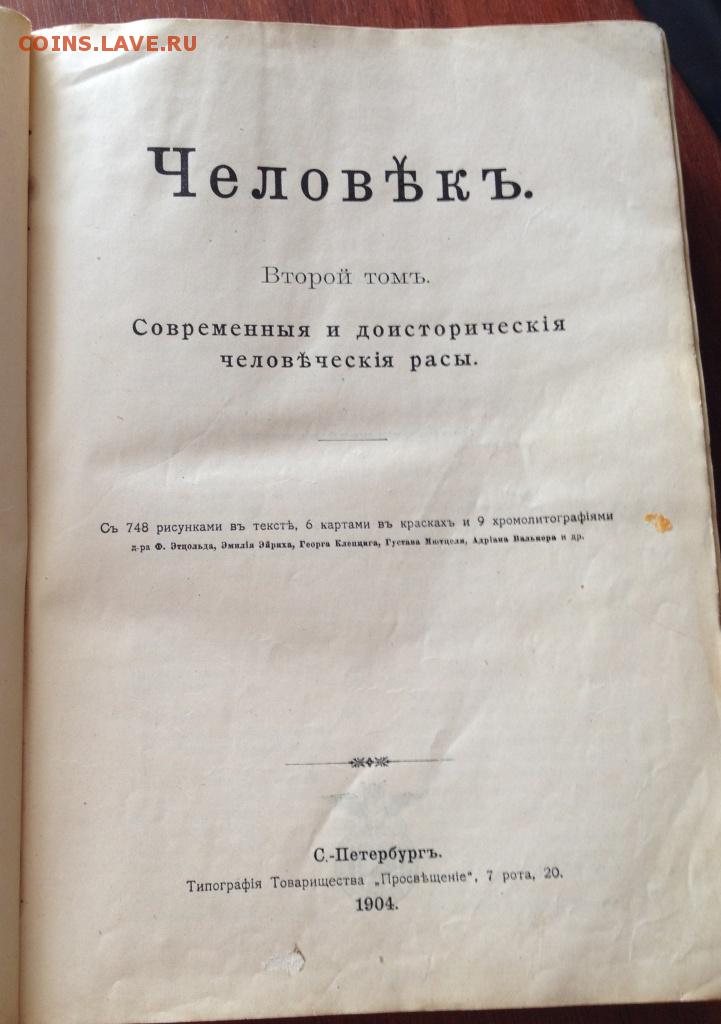 COINS.LAVE.RU
Человѣкъ.
Второй томъ.
Современныя и доисторическія
человѣческія расы.
Съ 748 рисунками въ текстѣ, 6 картами въ краскахъ и 9 хромолитографіями
д-ра Ф. Этцольда, Эмилія Эйриха, Георга Клепцига, Густава Мютцеля, Адріана Валькера и др.
С.-Петербургъ.
Типографія Товарищества „Просвѣщеніе", 7 рота, 20.
1904.